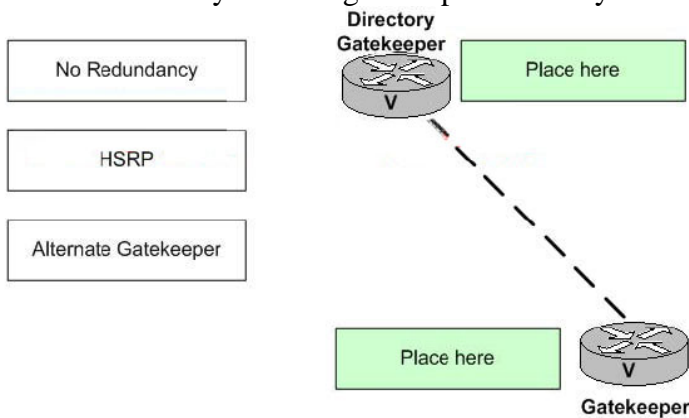 Directory
Gatekeeper
No Redundancy
Place here
V
HSRP
Alternate Gatekeeper
Place here
V
Gatekeeper